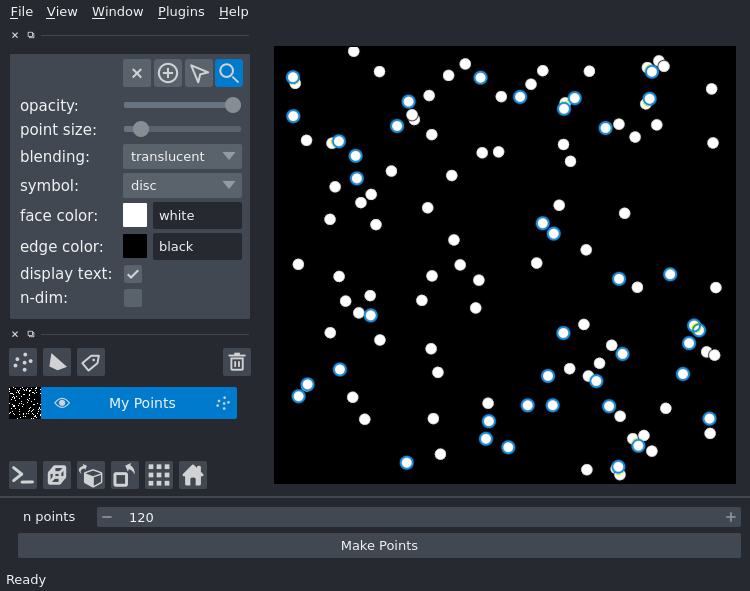 File View Window Plugins Help
opacity:
point size:
blending: translucent
symbol: disc
face color: white
edge color: black
display text:
n-dim:
My Points
n points 120
Make Points
Ready